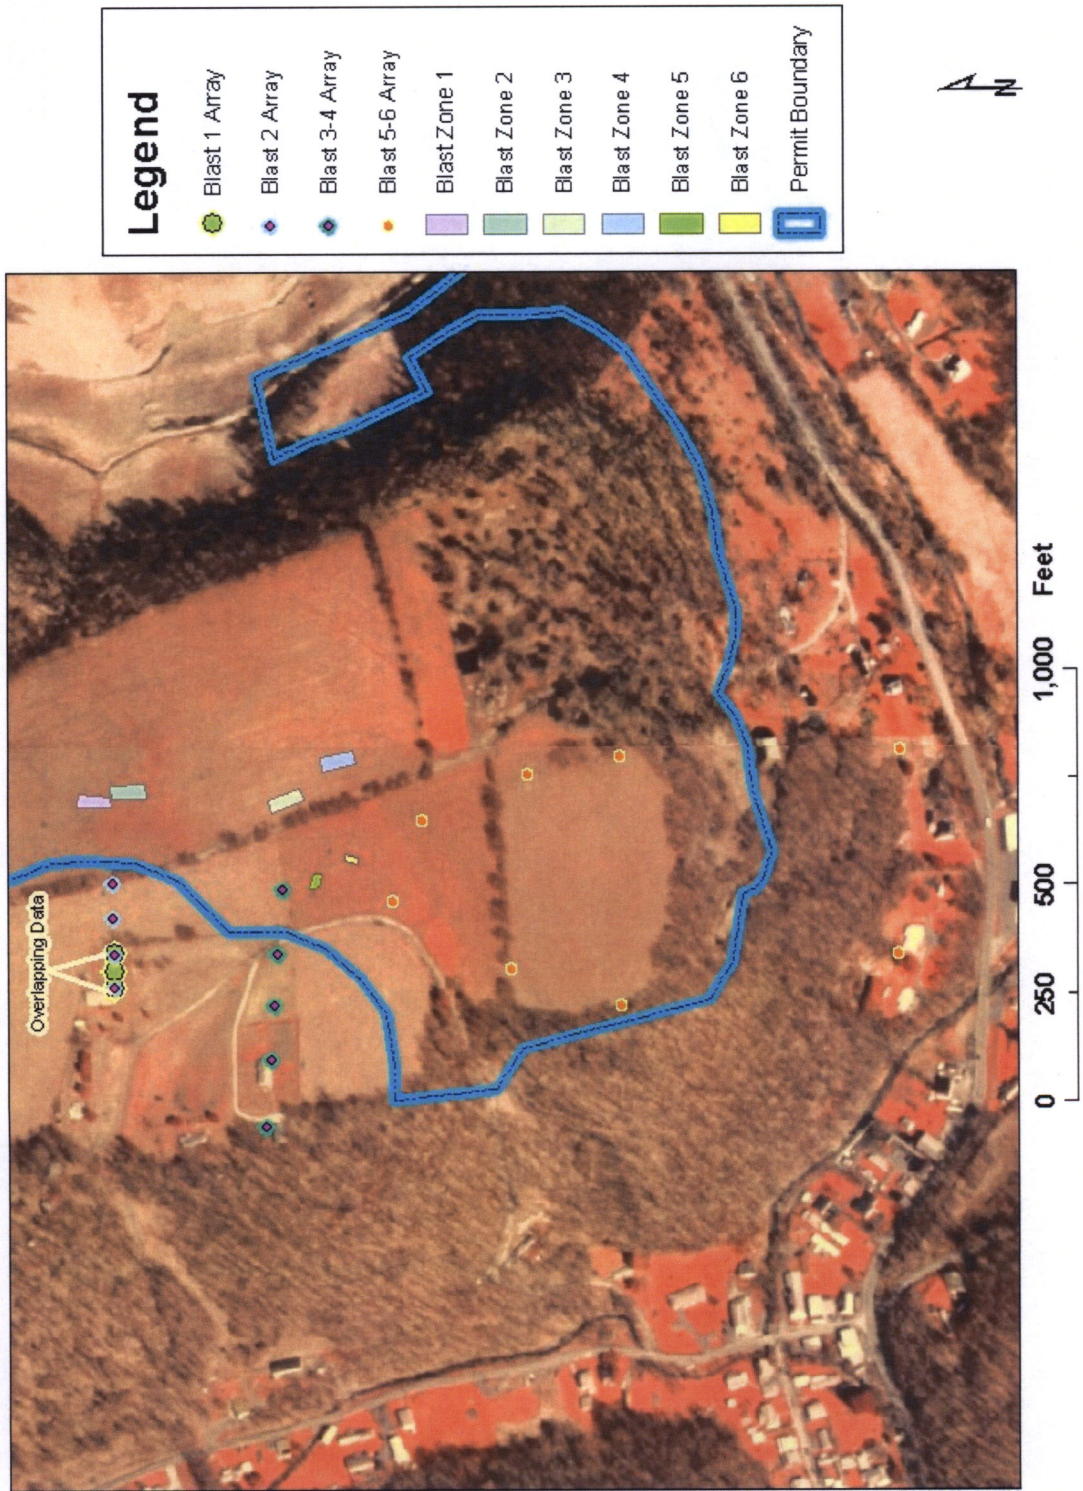 Legend
Blast 1 Array
Blast 2 Array
Blast 3-4 Array
Blast 5-6 Array
Blast Zone 1
Blast Zone 2
Blast Zone 3
Blast Zone 4
Blast Zone 5
Blast Zone 6
Permit Boundary
N
Overlapping Data
0 250 500 1,000 Feet